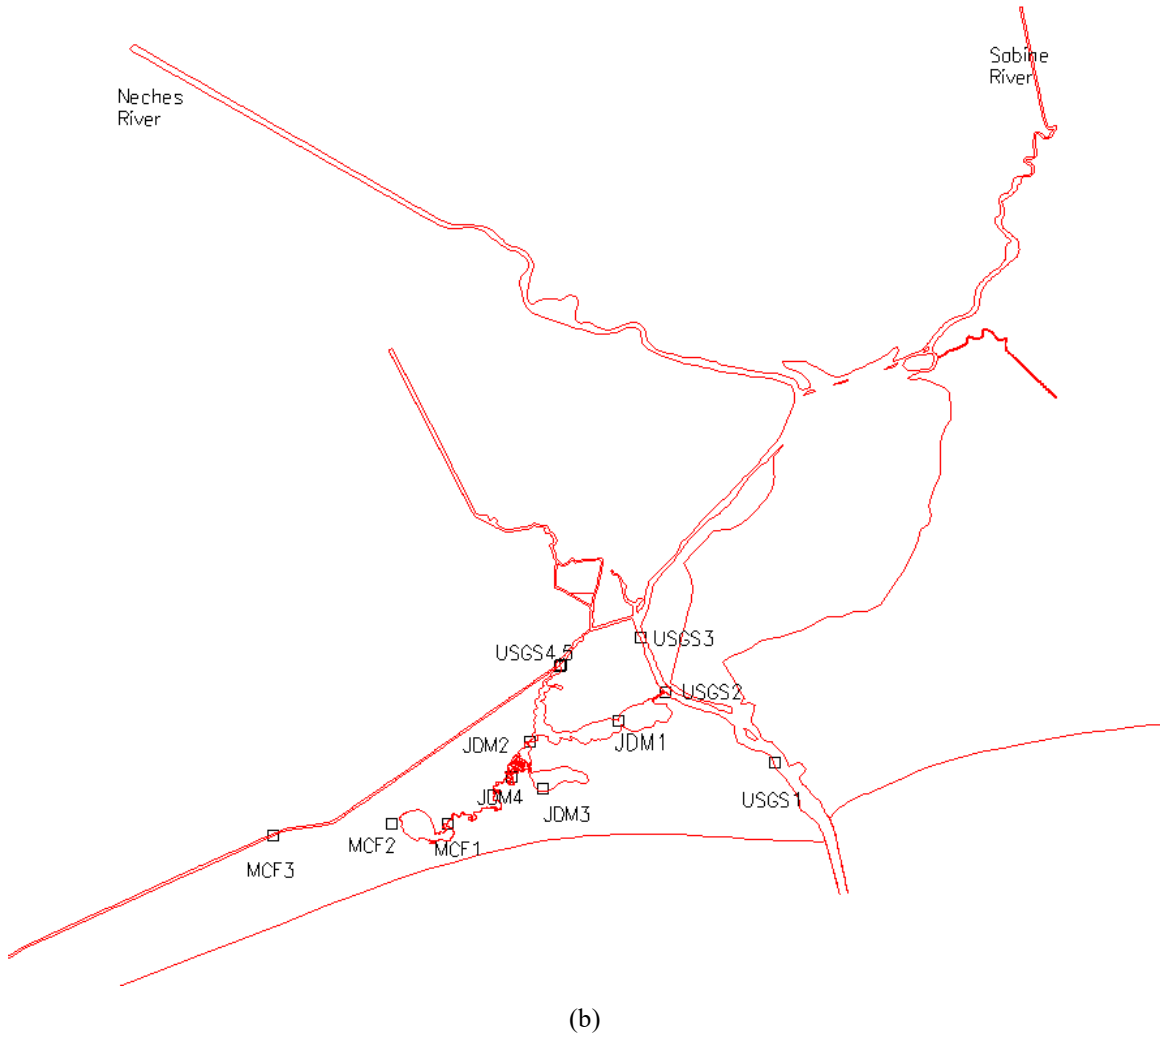 Sabine
River
Neches
River
USGS3
USGS4,5
USGS2
JDM2
JDM1
USGS1
JDM4
JDM3
MCF2
MCF1
MCF3
(b)